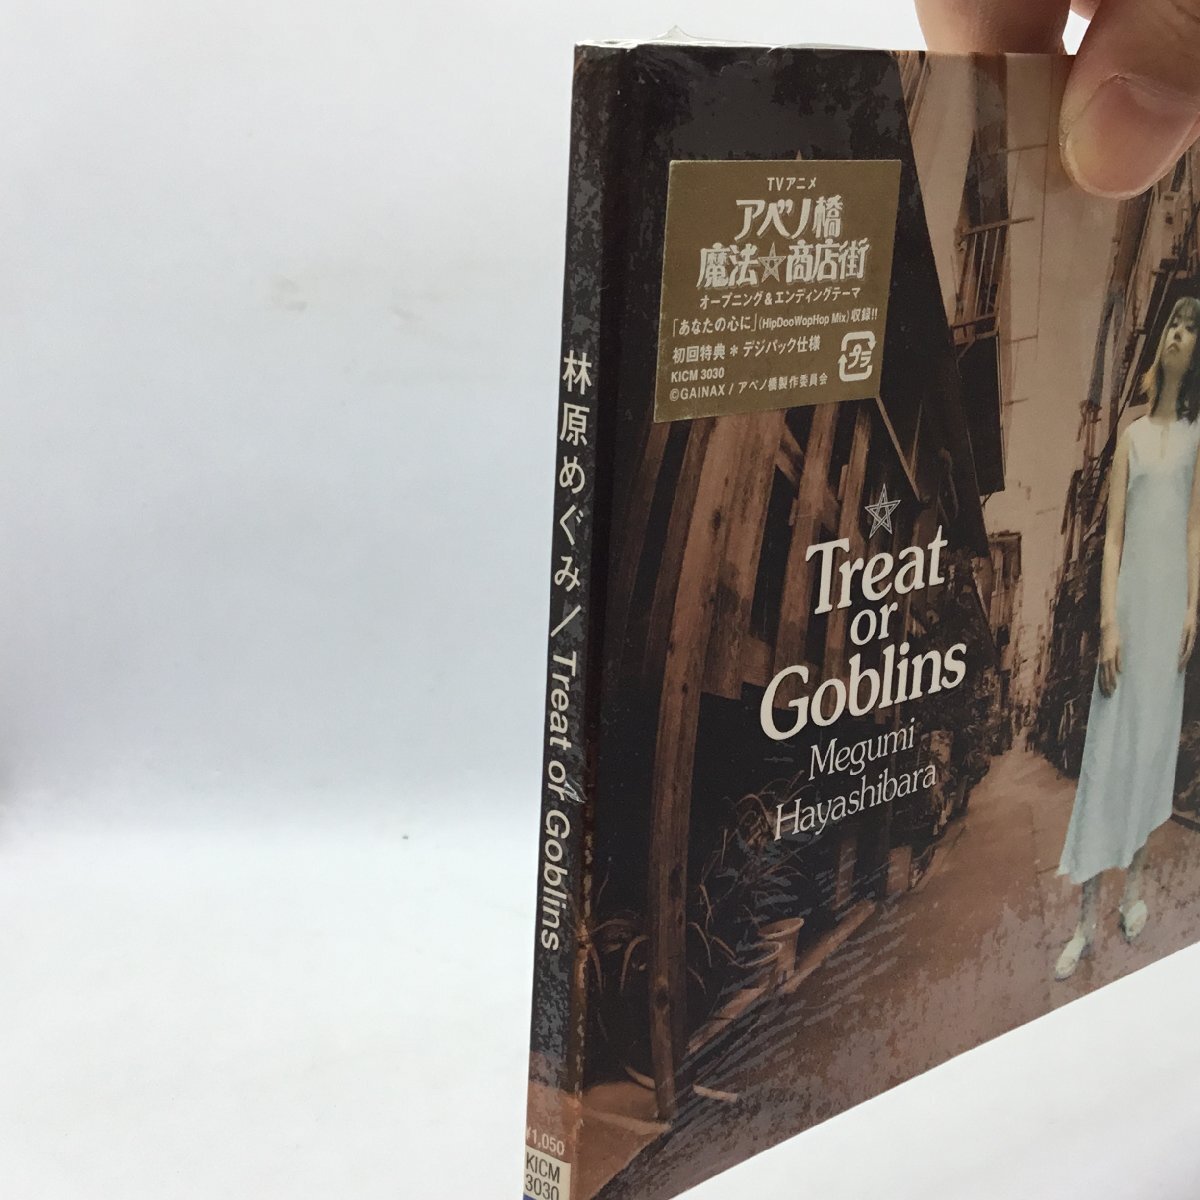 TVアニメ
アベノ橋
魔法☆商店街
オープニング&エンディングテーマ
「あなたの心に」(HipDooWopHop Mix)収録!!
初回特典＊デジパック仕様
プラ
KICM 3030
©GAINAX / アベノ橋製作委員会
Treat
or
Goblins
Megumi
Hayashibara
林原めぐみ/Treat or Goblins
¥1,050
KICM
3030